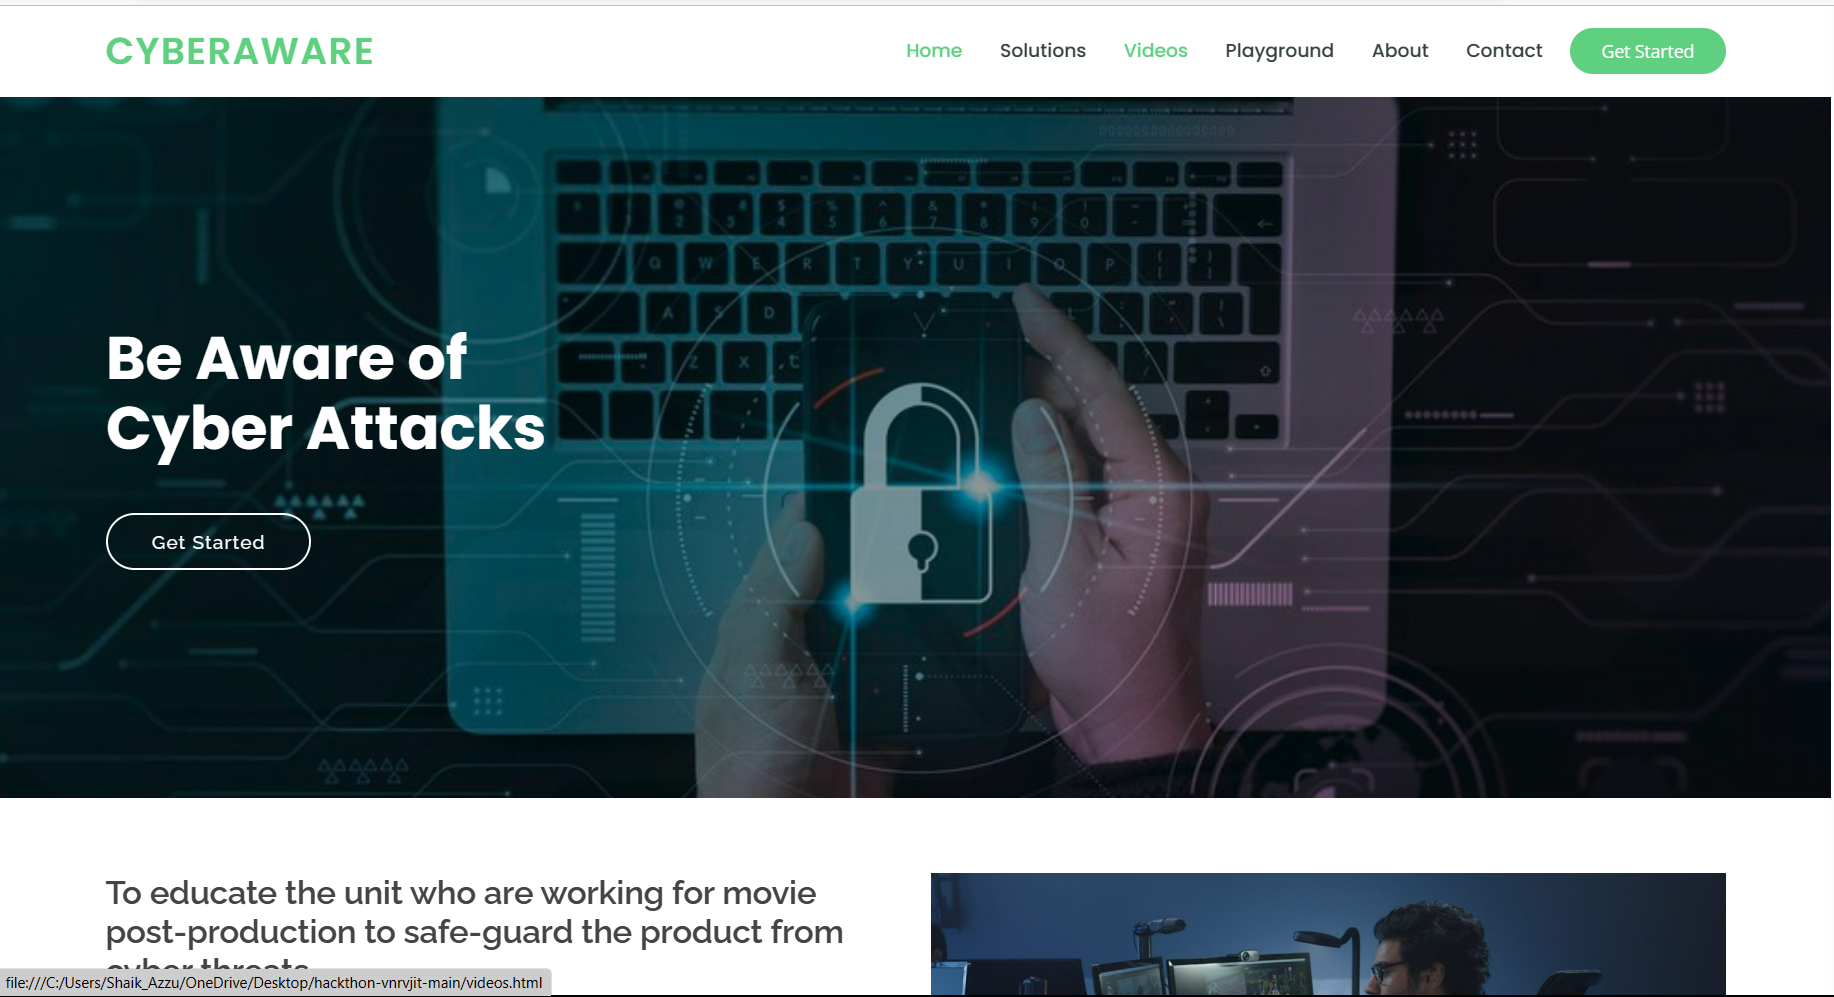 CYBERAWARE
Home Solutions Videos Playground About Contact Get Started
Be Aware of
Cyber Attacks
Get Started
To educate the unit who are working for movie
post-production to safe-guard the product from
cyber threats
file:///C:/Users/Shaik_Azzu/OneDrive/Desktop/hackthon-vnrvjit-main/videos.html